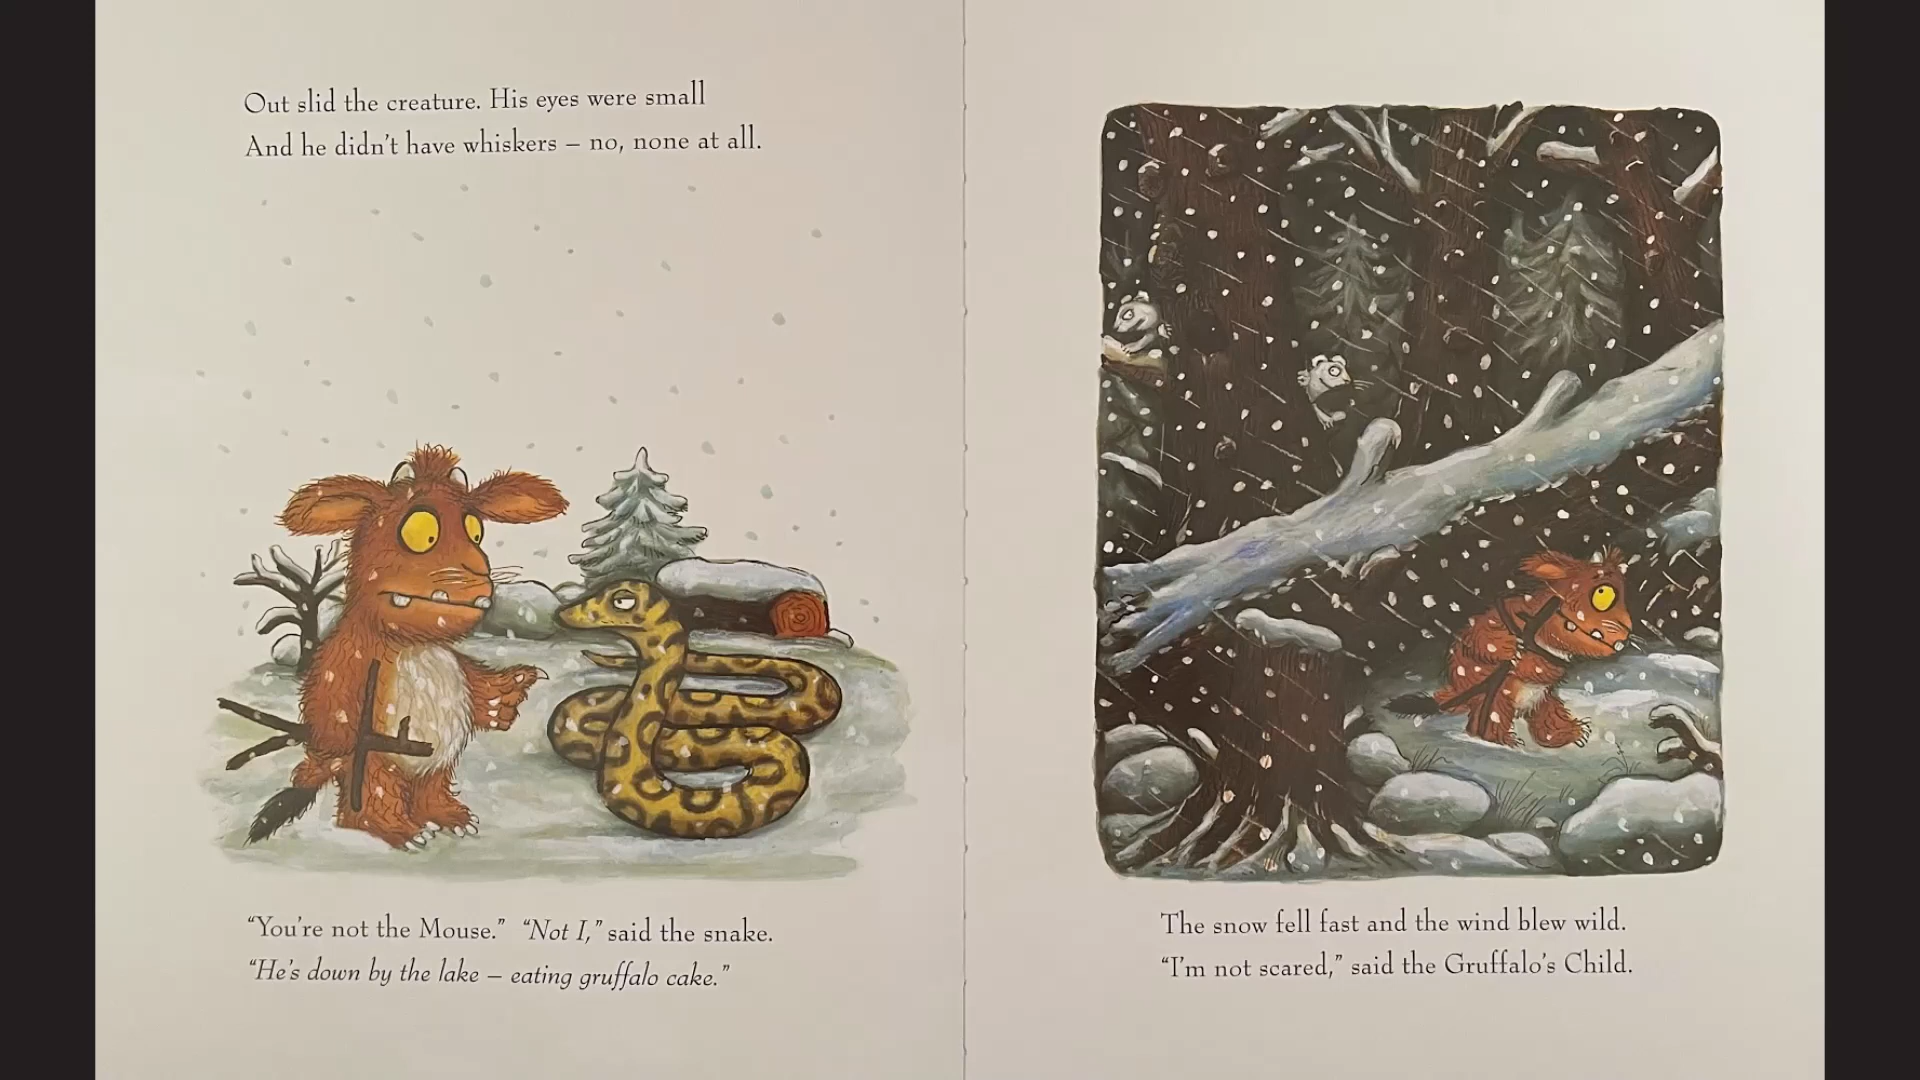 Out slid the creature. His eyes were small
And he didn't have whiskers – no, none at all.
“You're not the Mouse.” “Not I,” said the snake.
“He's down by the lake – eating gruffalo cake.”
The snow fell fast and the wind blew wild.
“I'm not scared,” said the Gruffalo's Child.